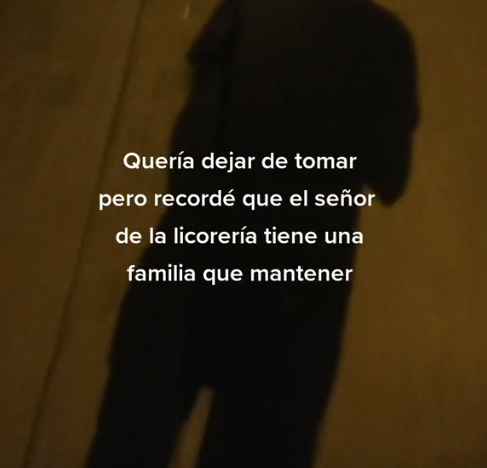 Quería dejar de tomar
pero recordé que el señor
de la licorería tiene una
familia que mantener